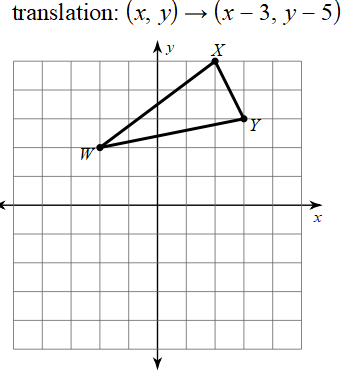 translation: (x, y) → (x − 3, y − 5)
y
X
Y
W
x